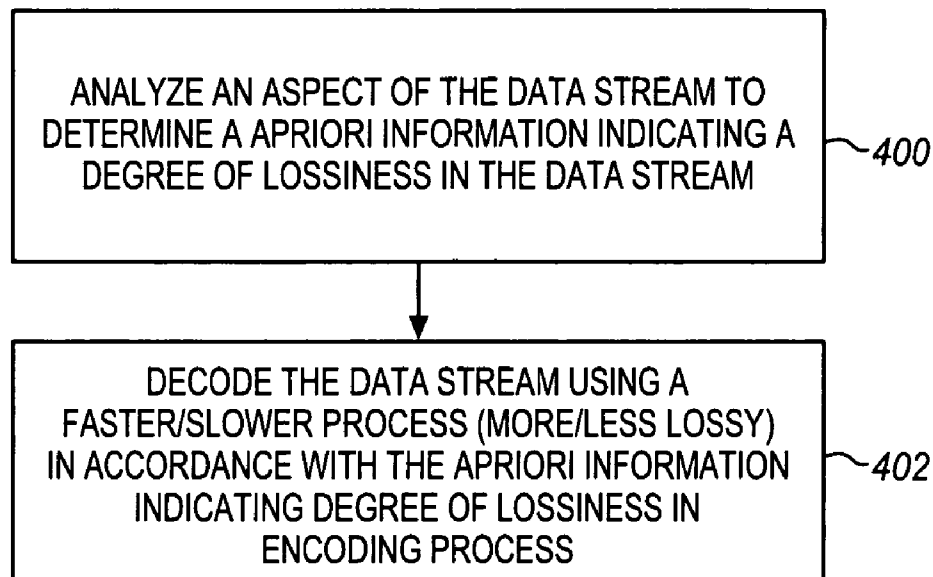 ANALYZE AN ASPECT OF THE DATA STREAM TO
DETERMINE A APRIORI INFORMATION INDICATING A
DEGREE OF LOSSINESS IN THE DATA STREAM
400
DECODE THE DATA STREAM USING A
FASTER/SLOWER PROCESS (MORE/LESS LOSSY)
IN ACCORDANCE WITH THE APRIORI INFORMATION
INDICATING DEGREE OF LOSSINESS IN
ENCODING PROCESS
402